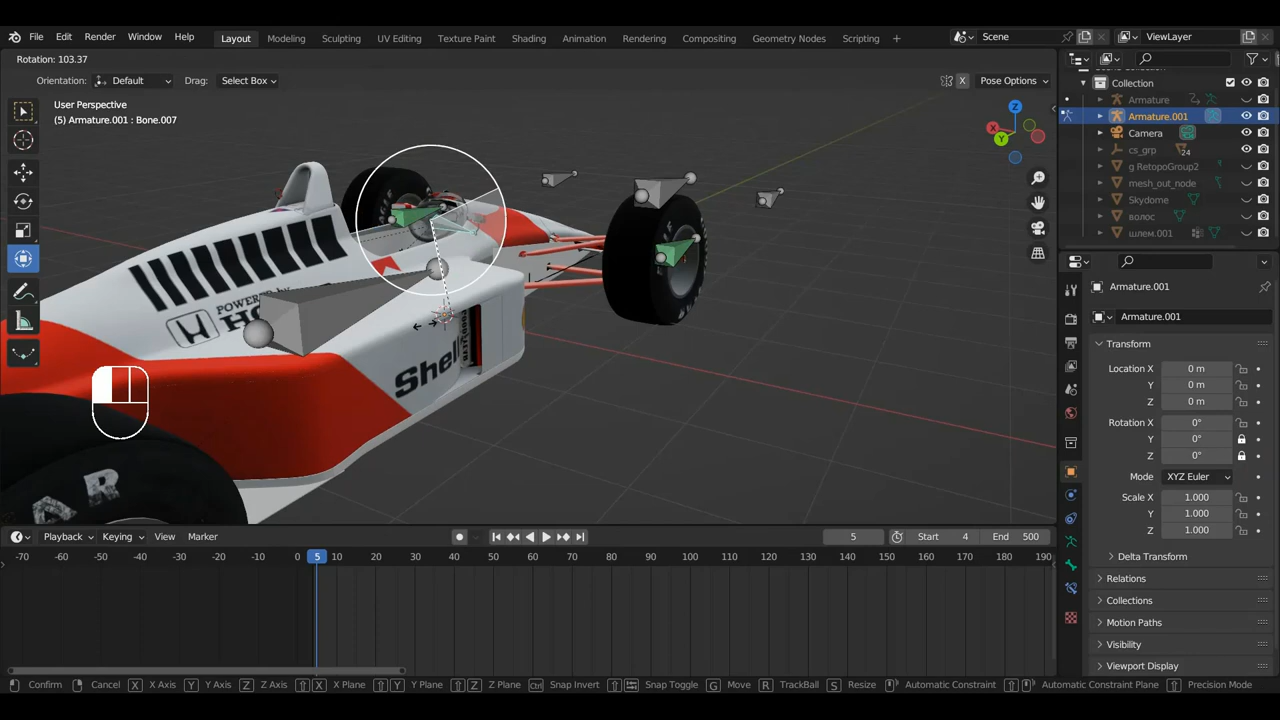 File Edit Render Window Help Layout Modeling Sculpting UV Editing Texture Paint Shading Animation Rendering Compositing Geometry Nodes Scripting + Scene ViewLayer
Rotation: 103.37
Orientation: Default Drag: Select Box X Pose Options
User Perspective
(5) Armature.001 : Bone.007
Collection
Armature
Armature.001
Camera
cs_grp 24
g RetopoGroup2
mesh_out_node
Skydome
волос
шлем.001
Z
X
Y
POWERED by
HO
Shell
AR
Armature.001
Armature.001
Transform
Location X 0 m
Y 0 m
Z 0 m
Rotation X 0°
Y 0°
Z 0°
Mode XYZ Euler
Scale X 1.000
Y 1.000
Z 1.000
Delta Transform
Relations
Collections
Motion Paths
Visibility
Viewport Display
Playback Keying View Marker 5 Start 4 End 500
-70 -60 -50 -40 -30 -20 -10 0 5 10 20 30 40 50 60 70 80 90 100 110 120 130 140 150 160 170 180 190
Confirm Cancel X X Axis Y Y Axis Z Z Axis X X Plane Y Y Plane Z Z Plane Ctrl Snap Invert Snap Toggle G Move R TrackBall S Resize Automatic Constraint Automatic Constraint Plane Precision Mode